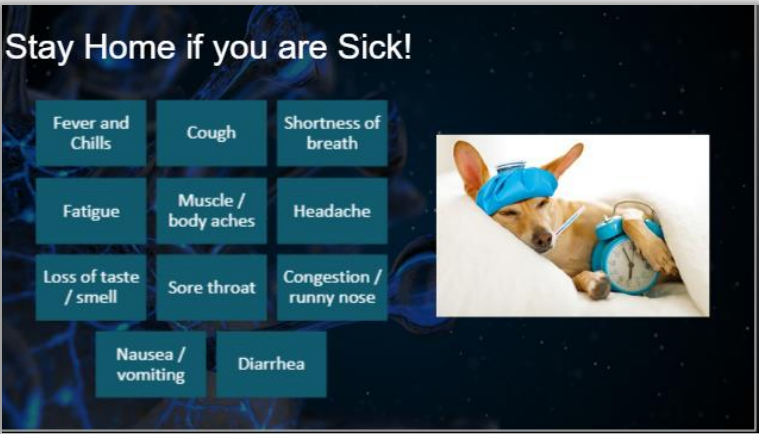 Stay Home if you are Sick!
Fever and
Chills
Cough
Shortness of
breath
Fatigue
Muscle /
body aches
Headache
Loss of taste
/ smell
Sore throat
Congestion /
runny nose
Nausea /
vomiting
Diarrhea